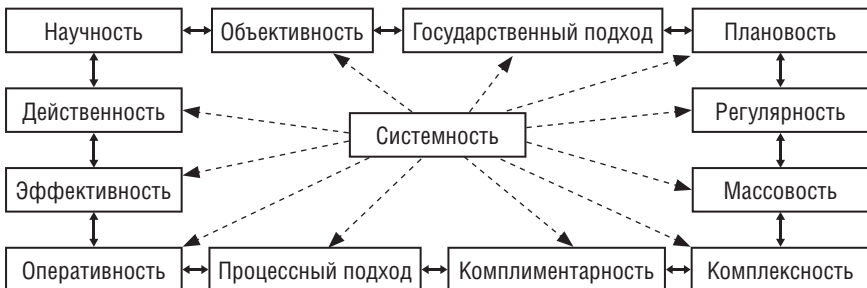 Научность
Объективность
Государственный подход
Плановость
Действенность
Системность
Регулярность
Эффективность
Массовость
Оперативность
Процессный подход
Комплиментарность
Комплексность